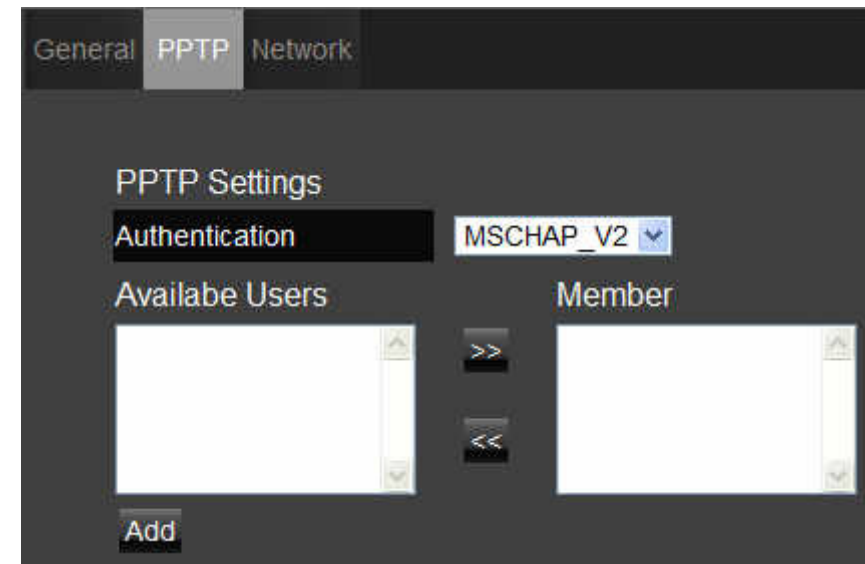 General PPTP Network
PPTP Settings
Authentication MSCHAP_V2
Availabe Users Member
>>
<<
Add